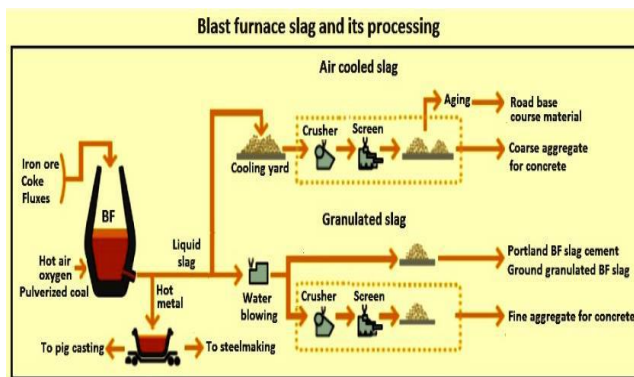 Blast furnace slag and its processing
Air cooled slag
Aging
Road base
course material
Crusher
Screen
Cooling yard
Coarse aggregate
for concrete
Iron ore
Coke
Fluxes
BF
Hot air
oxygen
Pulverized coal
Liquid
slag
Hot
metal
To pig casting
To steelmaking
Granulated slag
Water
blowing
Portland BF slag cement
Ground granulated BF slag
Crusher
Screen
Fine aggregate for concrete